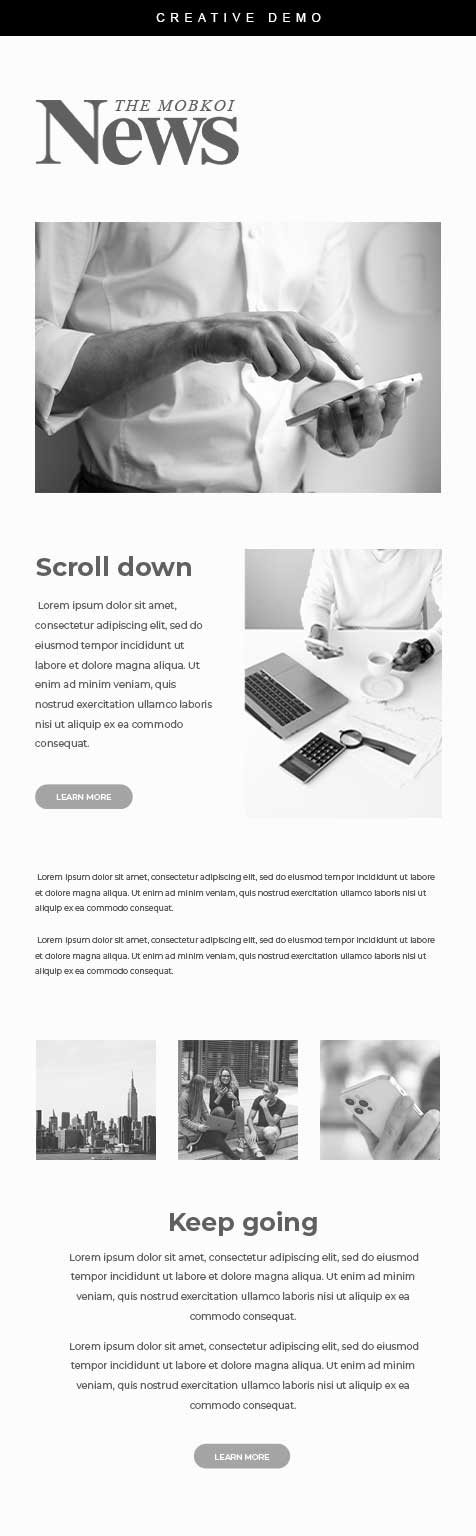 CREATIVE DEMO
THE MOBKOI
News
Scroll down
Lorem ipsum dolor sit amet,
consectetur adipiscing elit, sed do
eiusmod tempor incididunt ut
labore et dolore magna aliqua. Ut
enim ad minim veniam, quis
nostrud exercitation ullamco laboris
nisi ut aliquip ex ea commodo
consequat.
LEARN MORE
Lorem ipsum dolor sit amet, consectetur adipiscing elit, sed do eiusmod tempor incididunt ut labore
et dolore magna aliqua. Ut enim ad minim veniam, quis nostrud exercitation ullamco laboris nisi ut
aliquip ex ea commodo consequat.
Lorem ipsum dolor sit amet, consectetur adipiscing elit, sed do eiusmod tempor incididunt ut labore
et dolore magna aliqua. Ut enim ad minim veniam, quis nostrud exercitation ullamco laboris nisi ut
aliquip ex ea commodo consequat.
Keep going
Lorem ipsum dolor sit amet, consectetur adipiscing elit, sed do eiusmod
tempor incididunt ut labore et dolore magna aliqua. Ut enim ad minim
veniam, quis nostrud exercitation ullamco laboris nisi ut aliquip ex ea
commodo consequat.
Lorem ipsum dolor sit amet, consectetur adipiscing elit, sed do eiusmod
tempor incididunt ut labore et dolore magna aliqua. Ut enim ad minim
veniam, quis nostrud exercitation ullamco laboris nisi ut aliquip ex ea
commodo consequat.
LEARN MORE